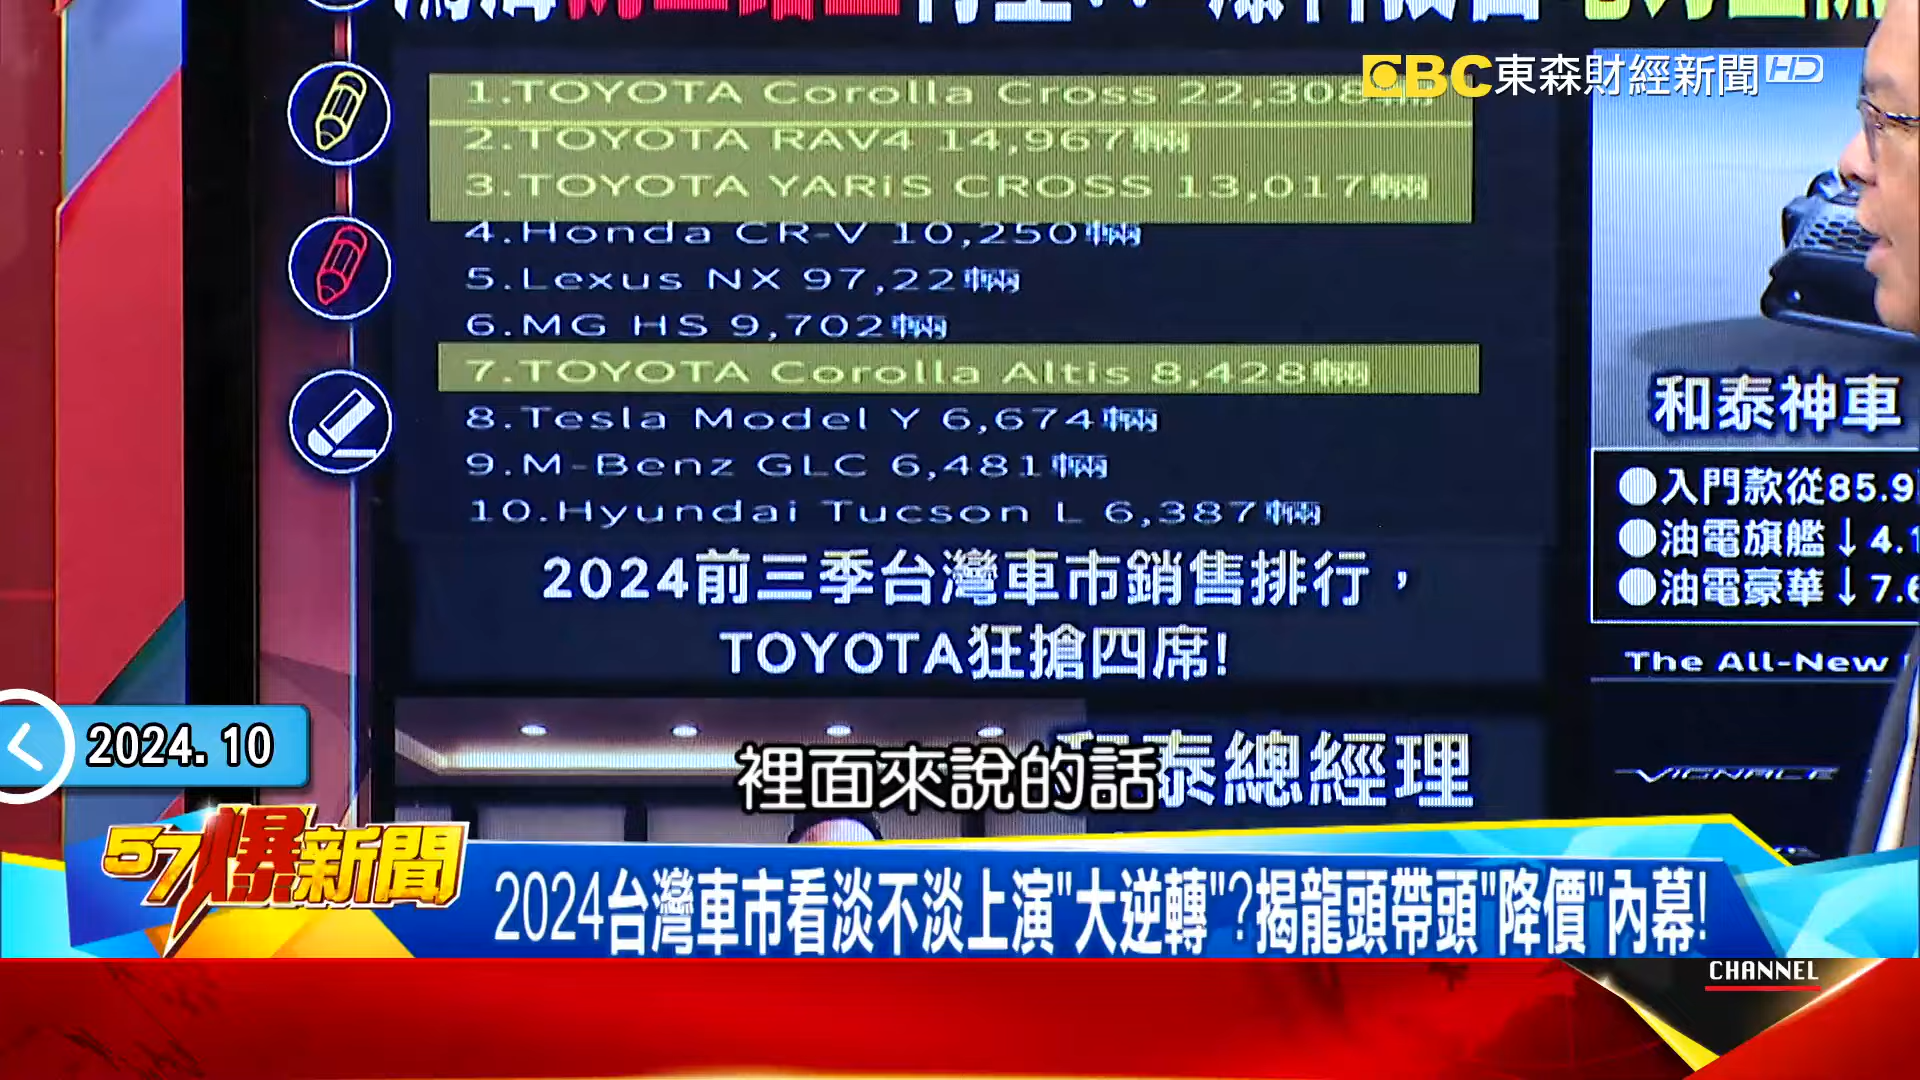 EBC東森財經新聞HD
1.TOYOTA Corolla Cross 22,308輛
2.TOYOTA RAV4 14,967輛
3.TOYOTA YARiS CROSS 13,017輛
4.Honda CR-V 10,250輛
5.Lexus NX 97,22輛
6.MG HS 9,702輛
7.TOYOTA Corolla Altis 8,428輛
8.Tesla Model Y 6,674輛
9.M-Benz GLC 6,481輛
10.Hyundai Tucson L 6,387輛
2024前三季台灣車市銷售排行，
TOYOTA狂搶四席!
和泰神車
●入門款從85.9
●油電旗艦↓4.1
●油電豪華↓7.6
The All-New
2024.10
泰總經理
裡面來說的話
57爆新聞
2024台灣車市看淡不淡上演"大逆轉"?揭龍頭帶頭"降價"內幕!
CHANNEL